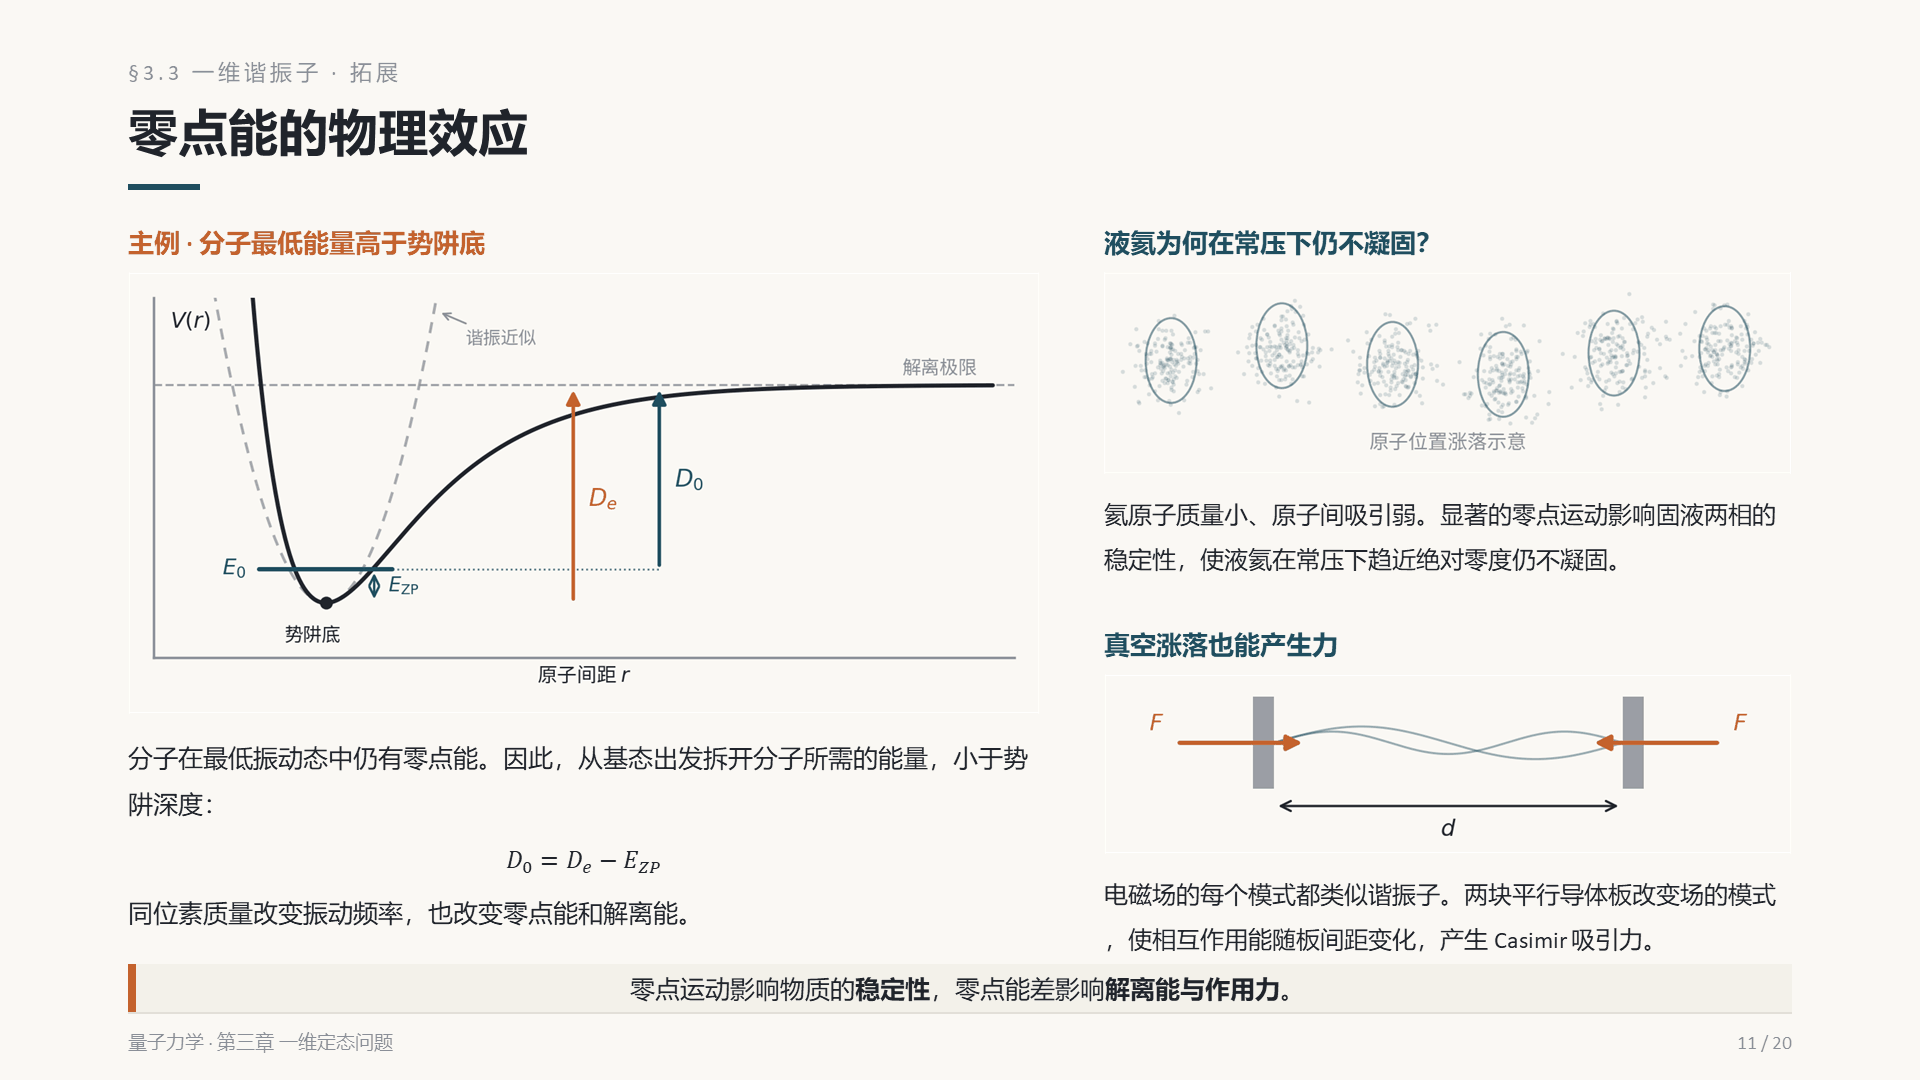 §3.3 一维谐振子 · 拓展
零点能的物理效应
主例 · 分子最低能量高于势阱底
V(r)
谐振近似
解离极限
D₀
Dₑ
E₀
E_ZP
势阱底
原子间距 r
分子在最低振动态中仍有零点能。因此，从基态出发拆开分子所需的能量，小于势
阱深度：
D₀ = Dₑ − E_ZP
同位素质量改变振动频率，也改变零点能和解离能。
液氦为何在常压下仍不凝固？
原子位置涨落示意
氦原子质量小、原子间吸引弱。显著的零点运动影响固液两相的
稳定性，使液氦在常压下趋近绝对零度仍不凝固。
真空涨落也能产生力
F
F
d
电磁场的每个模式都类似谐振子。两块平行导体板改变场的模式
，使相互作用能随板间距变化，产生 Casimir 吸引力。
零点运动影响物质的稳定性，零点能差影响解离能与作用力。
量子力学 · 第三章 一维定态问题
11 / 20